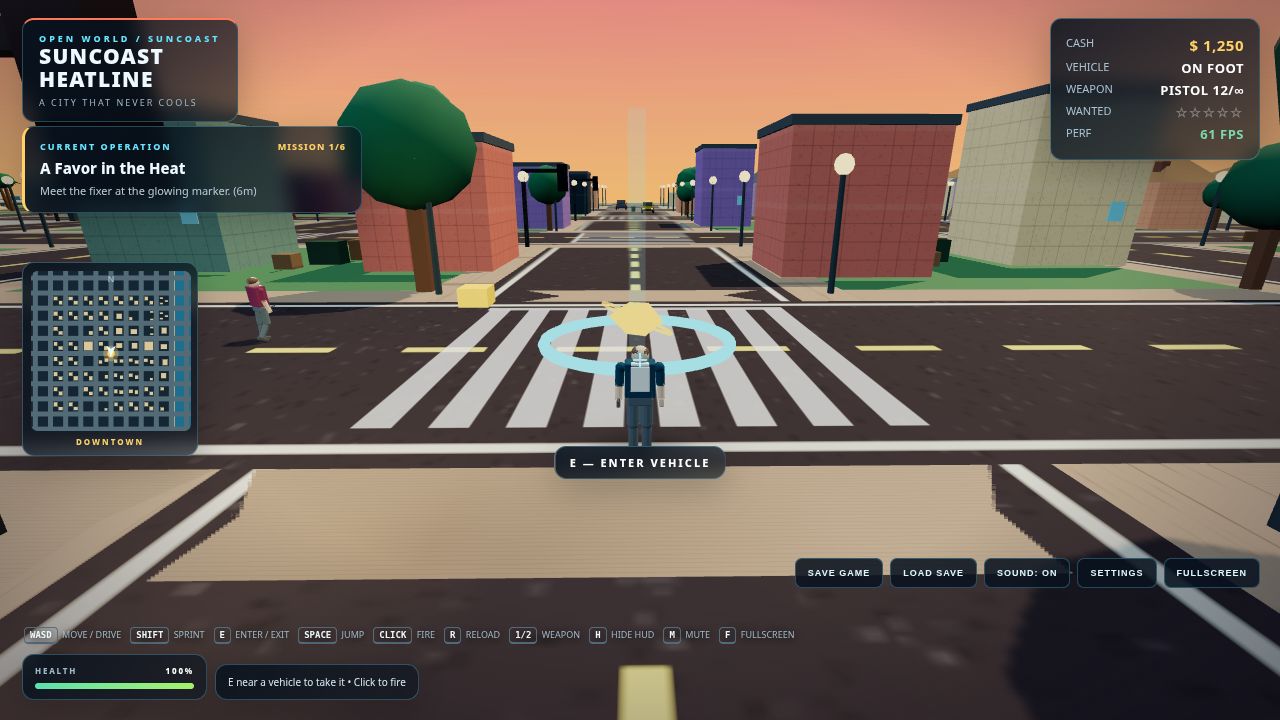 OPEN WORLD / SUNCOAST
SUNCOAST
HEATLINE
A CITY THAT NEVER COOLS
CURRENT OPERATION MISSION 1/6
A Favor in the Heat
Meet the fixer at the glowing marker. (6m)
CASH $ 1,250
VEHICLE ON FOOT
WEAPON PISTOL 12/∞
WANTED ☆☆☆☆☆
PERF 61 FPS
N
DOWNTOWN
E — ENTER VEHICLE
SAVE GAME LOAD SAVE SOUND: ON SETTINGS FULLSCREEN
WASD MOVE / DRIVE SHIFT SPRINT E ENTER / EXIT SPACE JUMP CLICK FIRE R RELOAD 1/2 WEAPON H HIDE HUD M MUTE F FULLSCREEN
HEALTH 100%
E near a vehicle to take it • Click to fire